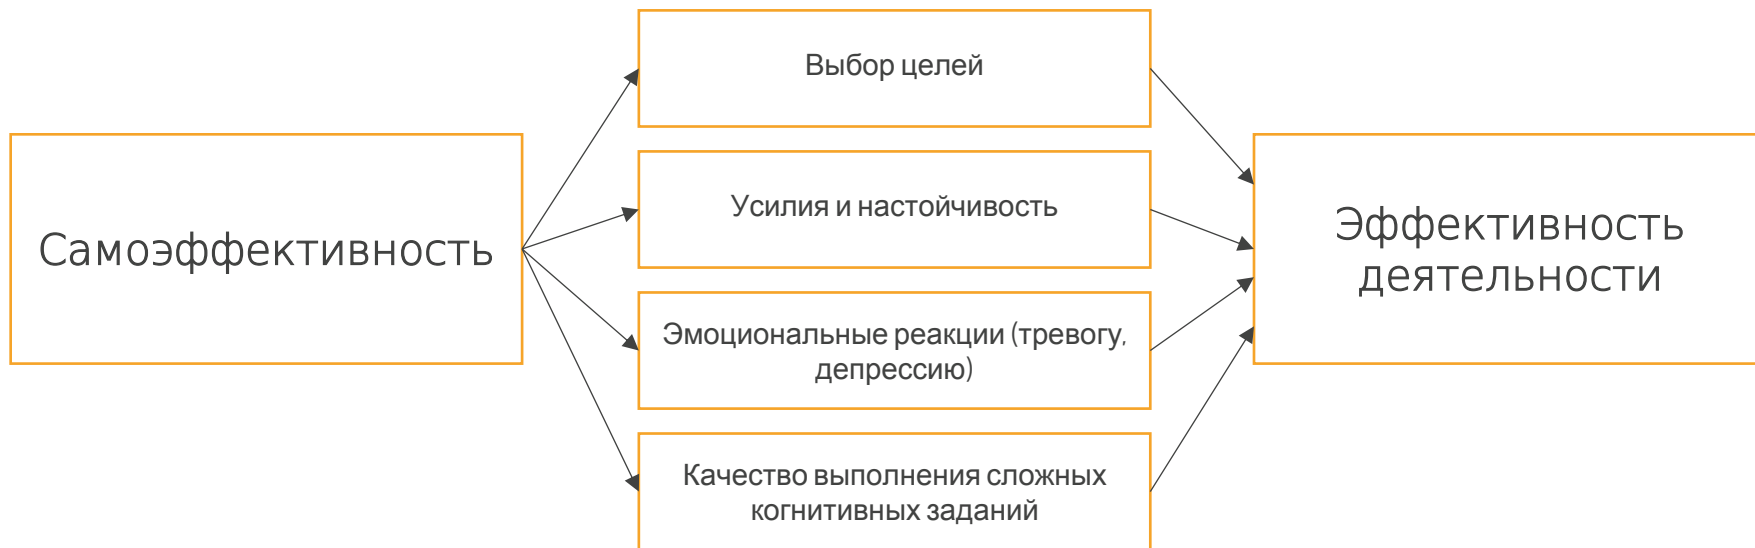 Выбор целей
Усилия и настойчивость
Самоэффективность
Эффективность
деятельности
Эмоциональные реакции (тревогу,
депрессию)
Качество выполнения сложных
когнитивных заданий